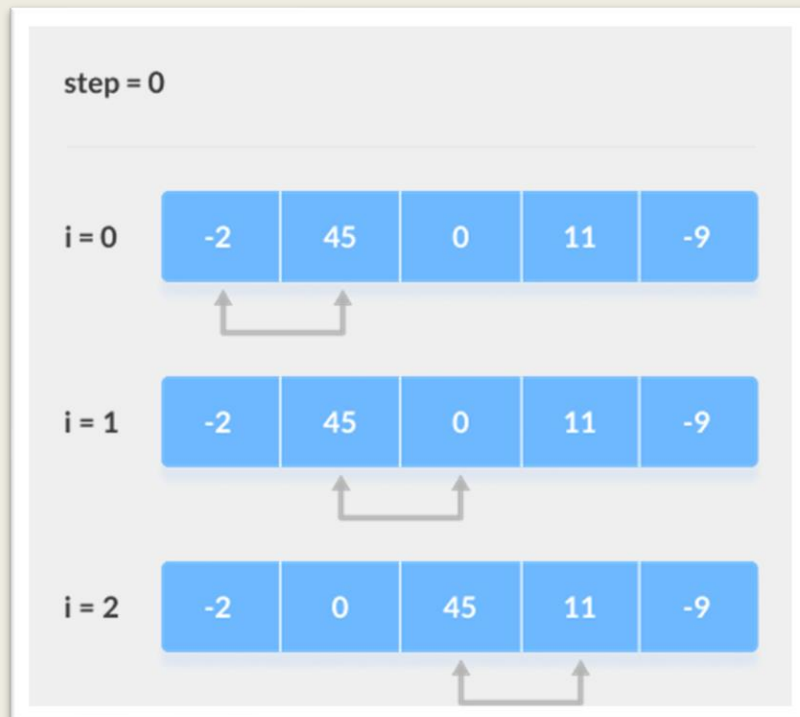 step = 0
i = 0 -2 45 0 11 -9
i = 1 -2 45 0 11 -9
i = 2 -2 0 45 11 -9